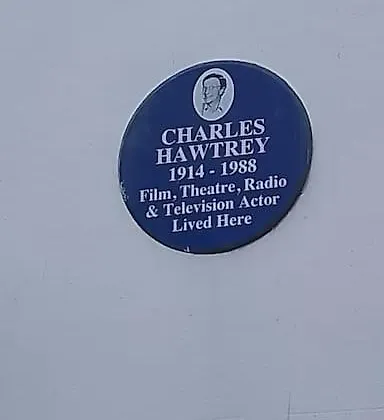 CHARLES
HAWTREY
1914 - 1988
Film, Theatre, Radio
& Television Actor
Lived Here